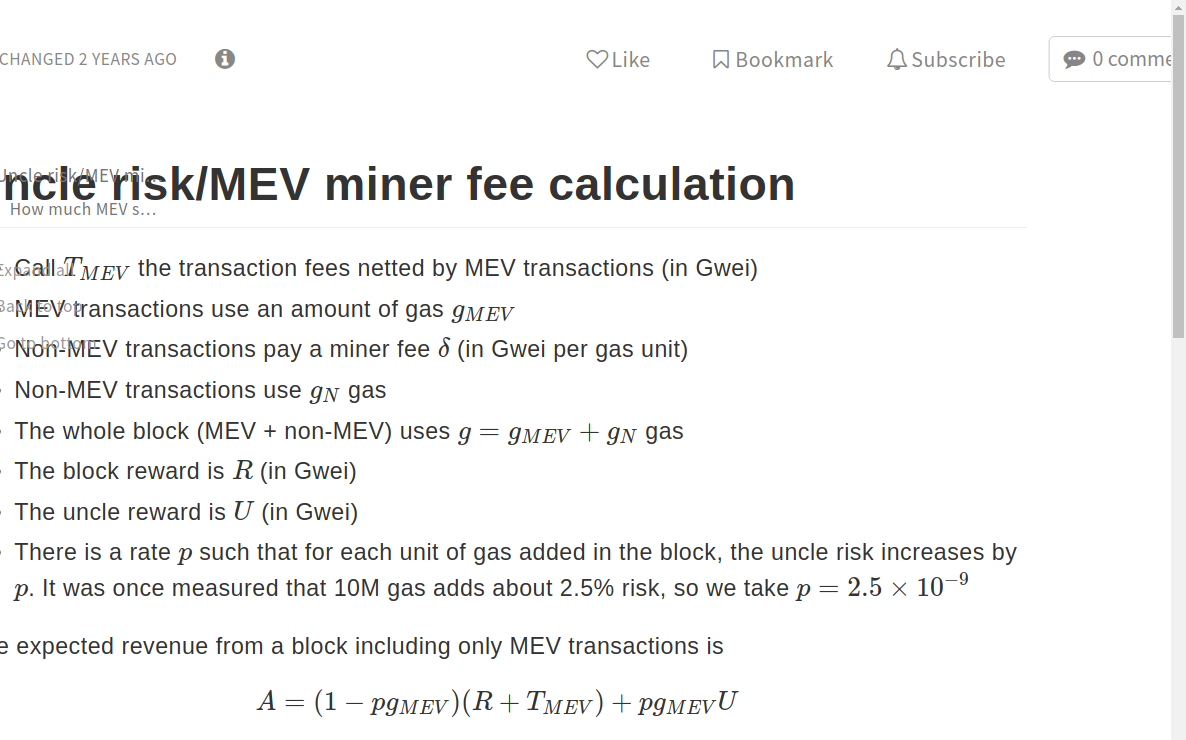 CHANGED 2 YEARS AGO
Like
Bookmark
Subscribe
0 comme
ncle risk/MEV miner fee calculation
Uncle risk/MEV mi…
How much MEV s…
Expand all
Back to top
Go to bottom
Call T_{MEV} the transaction fees netted by MEV transactions (in Gwei)
MEV transactions use an amount of gas g_{MEV}
Non-MEV transactions pay a miner fee δ (in Gwei per gas unit)
Non-MEV transactions use g_N gas
The whole block (MEV + non-MEV) uses g = g_{MEV} + g_N gas
The block reward is R (in Gwei)
The uncle reward is U (in Gwei)
There is a rate p such that for each unit of gas added in the block, the uncle risk increases by
p. It was once measured that 10M gas adds about 2.5% risk, so we take p = 2.5 × 10^{−9}
e expected revenue from a block including only MEV transactions is
A = (1 − pg_{MEV})(R + T_{MEV}) + pg_{MEV}U